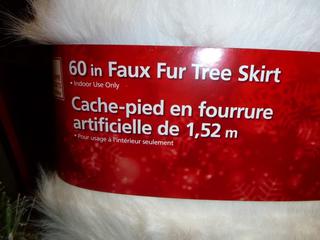 60 in Faux Fur Tree Skirt
• Indoor Use Only
Cache-pied en fourrure
artificielle de 1,52 m
• Pour usage à l'intérieur seulement